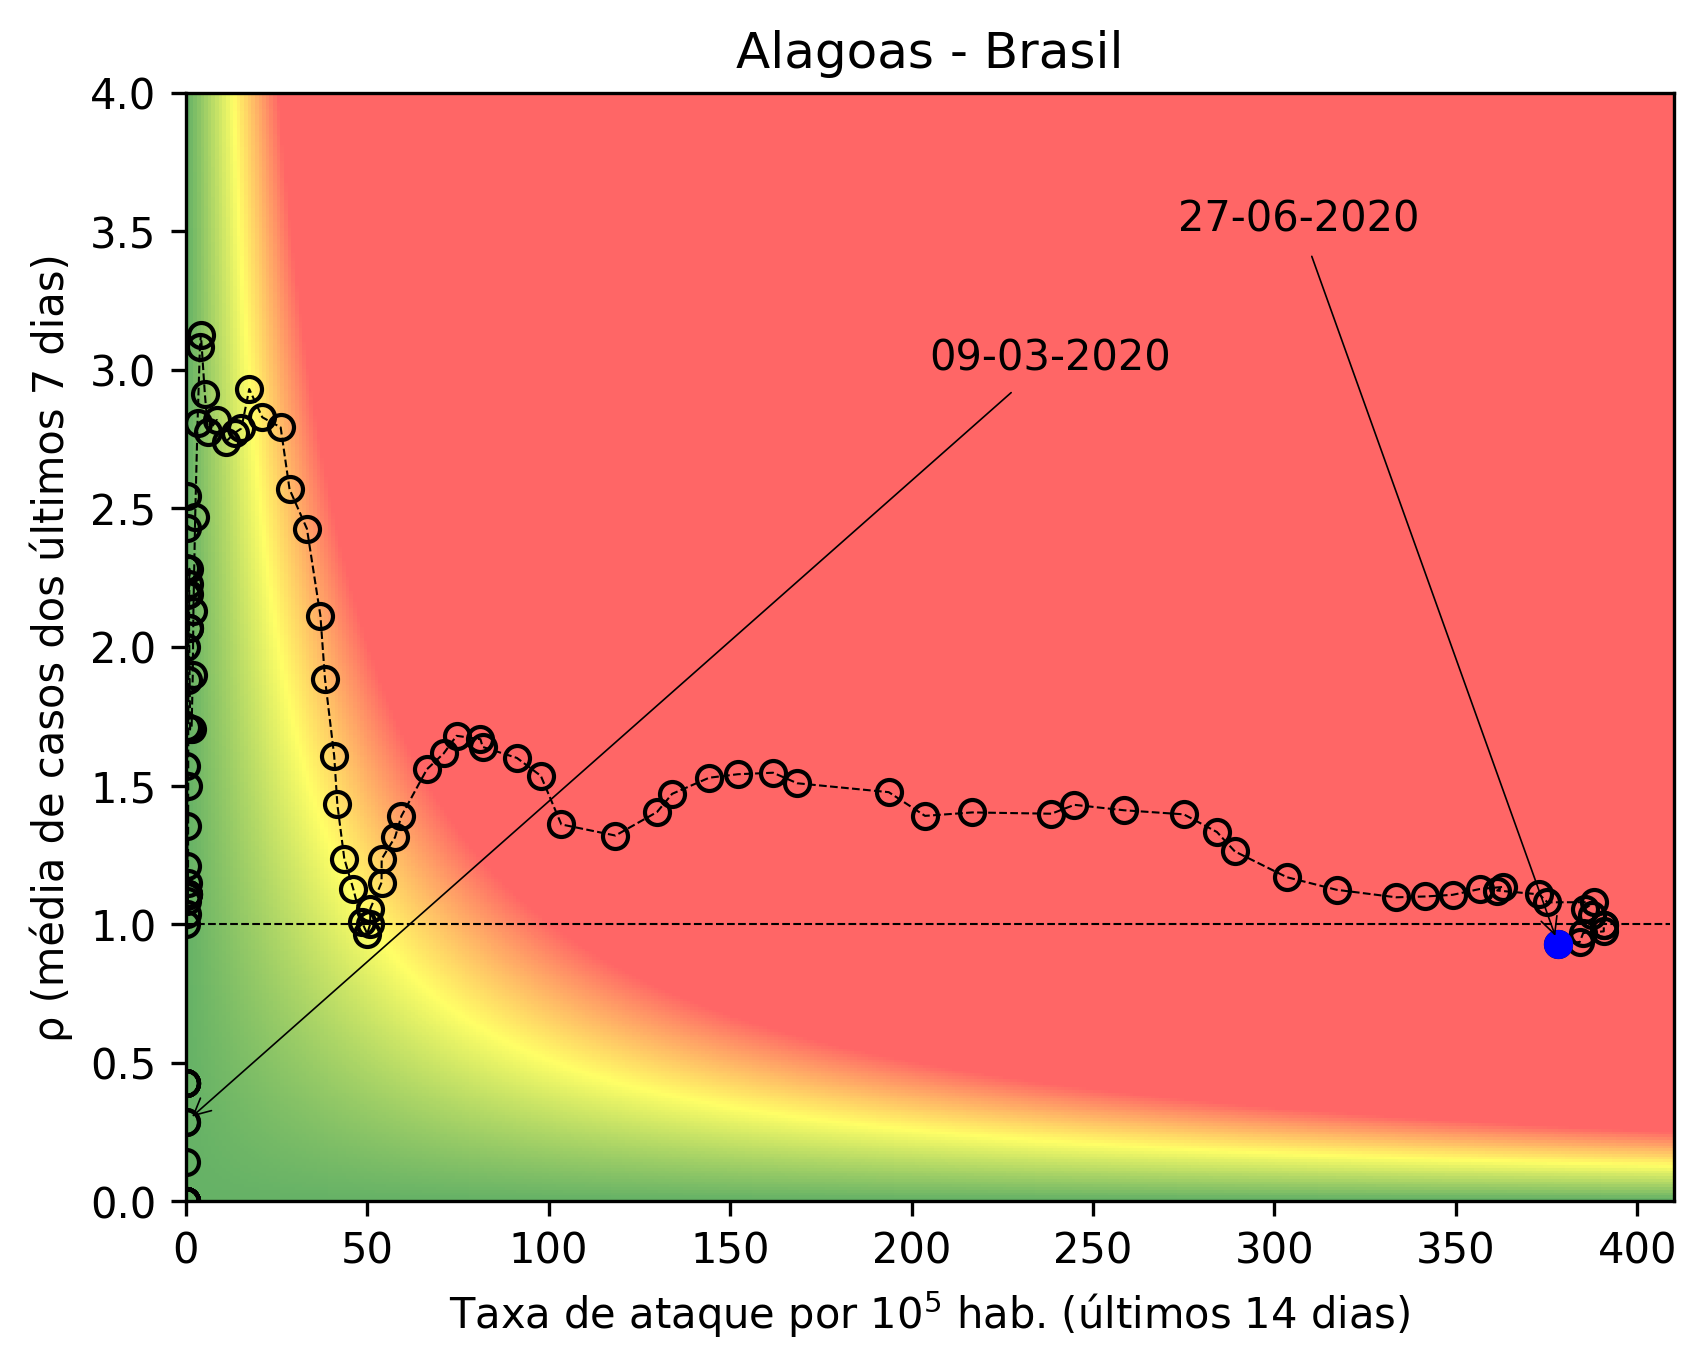 Alagoas - Brasil
4.0
3.5
3.0
2.5
2.0
1.5
1.0
0.5
0.0
ρ (média de casos dos últimos 7 dias)
27-06-2020
09-03-2020
0 50 100 150 200 250 300 350 400
Taxa de ataque por 10⁵ hab. (últimos 14 dias)